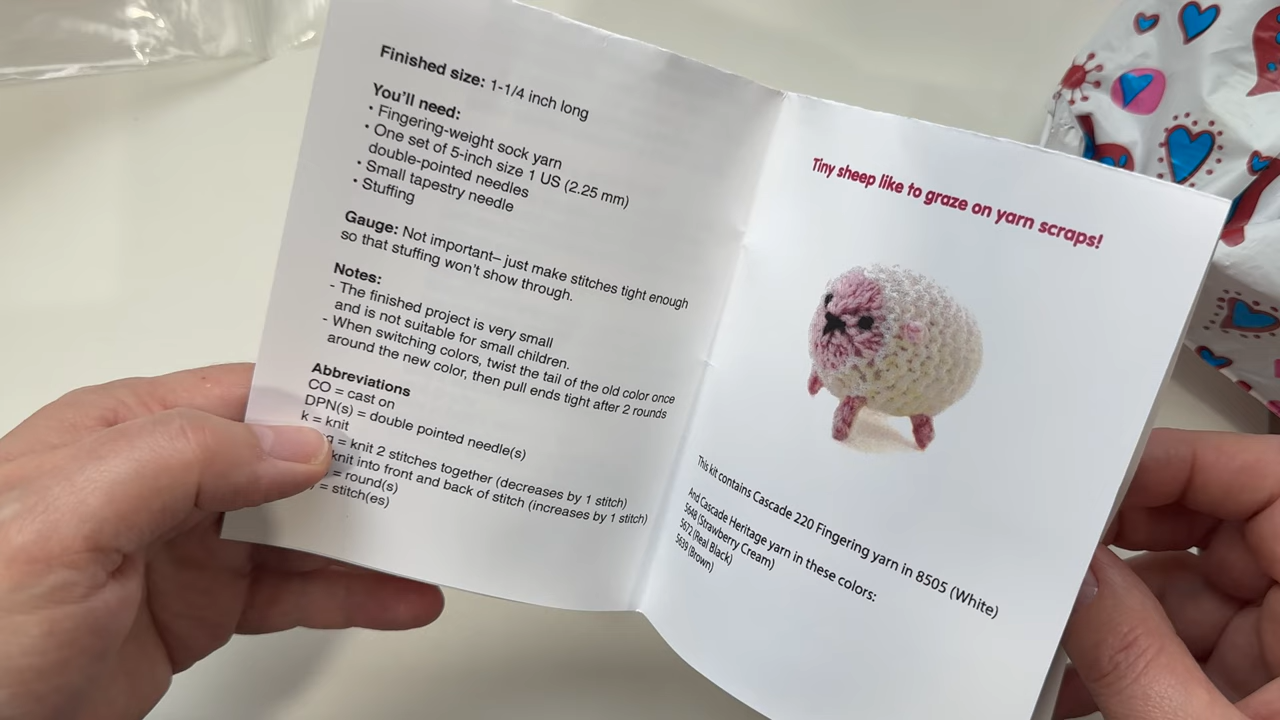 Finished size: 1-1/4 inch long
You'll need:
• Fingering-weight sock yarn
• One set of 5-inch size 1 US (2.25 mm)
double-pointed needles
• Small tapestry needle
• Stuffing
Gauge: Not important– just make stitches tight enough
so that stuffing won't show through.
Notes:
- The finished project is very small
and is not suitable for small children.
- When switching colors, twist the tail of the old color once
around the new color, then pull ends tight after 2 rounds
Abbreviations
CO = cast on
DPN(s) = double pointed needle(s)
k = knit
= knit 2 stitches together (decreases by 1 stitch)
knit into front and back of stitch (increases by 1 stitch)
= round(s)
= stitch(es)
Tiny sheep like to graze on yarn scraps!
This kit contains Cascade 220 Fingering yarn in 8505 (White)
And Cascade Heritage yarn in these colors:
5648 (Strawberry Cream)
5672 (Real Black)
5639 (Brown)